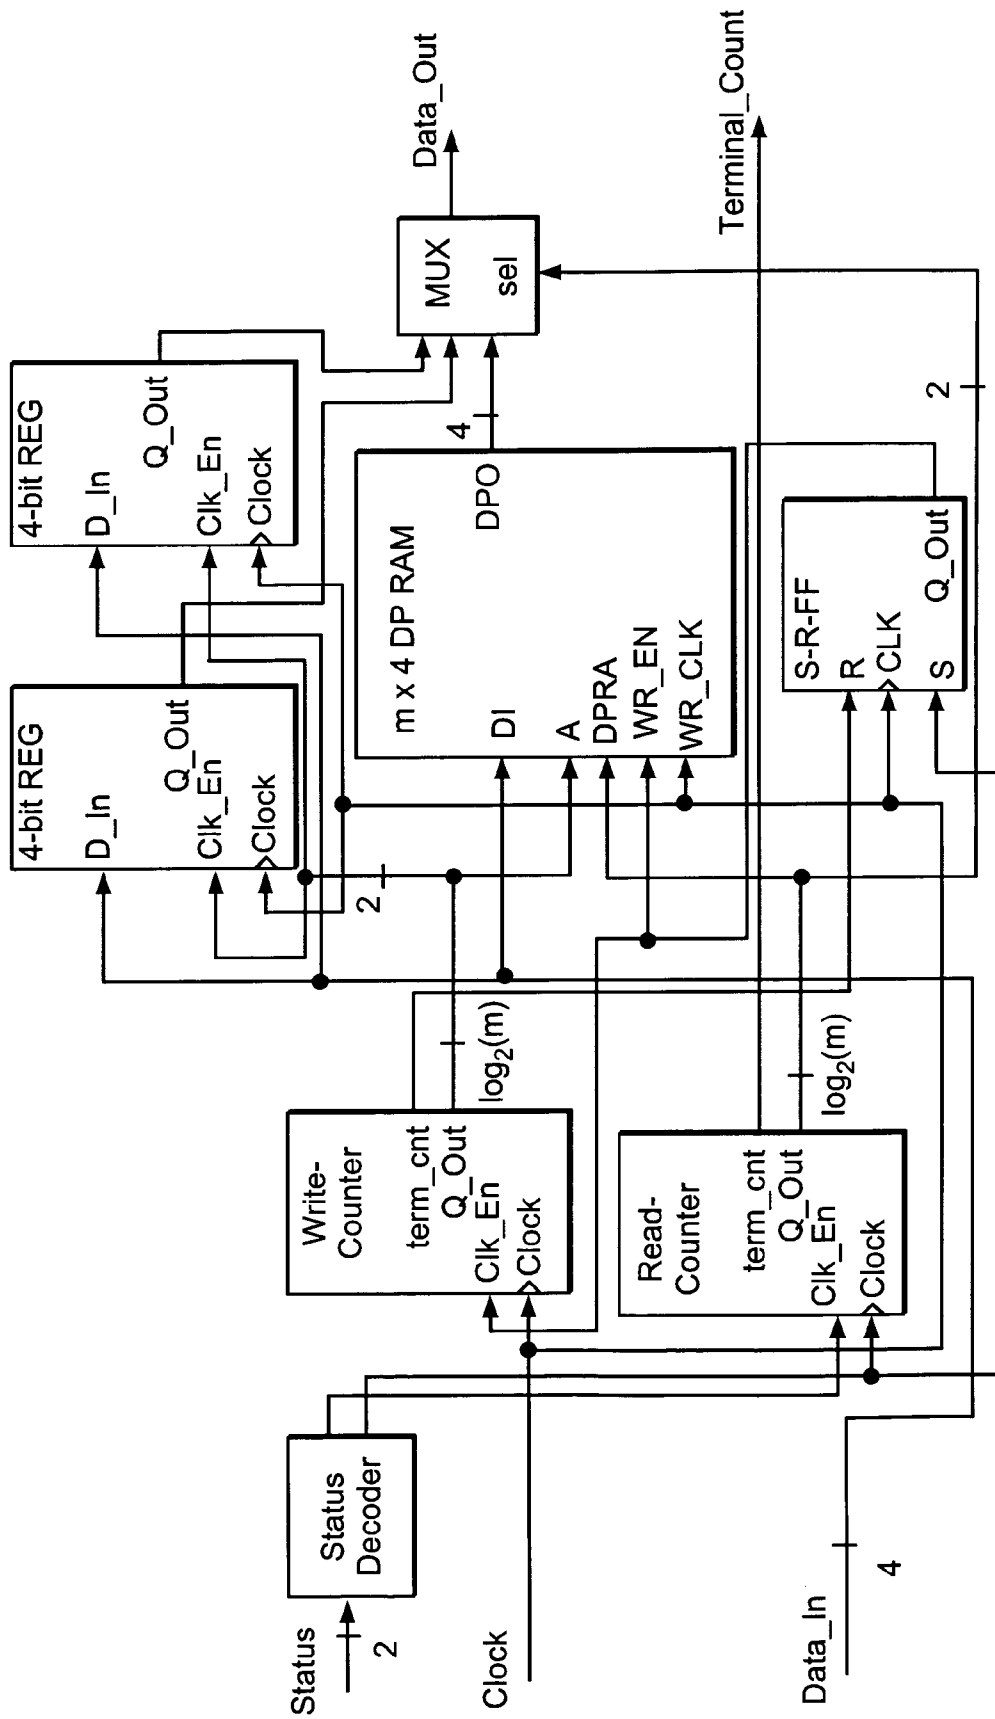 4-bit REG
D_In
Q_Out
Clk_En
Clock
4-bit REG
D_In
Q_Out
Clk_En
Clock
MUX
sel
Data_Out
m x 4 DP RAM
DI
A
DPRA
WR_EN
WR_CLK
DPO
4
2
Write-
Counter
term_cnt
Q_Out
Clk_En
Clock
log2(m)
Read-
Counter
term_cnt
Q_Out
Clk_En
Clock
log2(m)
S-R-FF
R
CLK
S
Q_Out
2
Terminal_Count
Status
Decoder
Status
2
Clock
Data_In
4